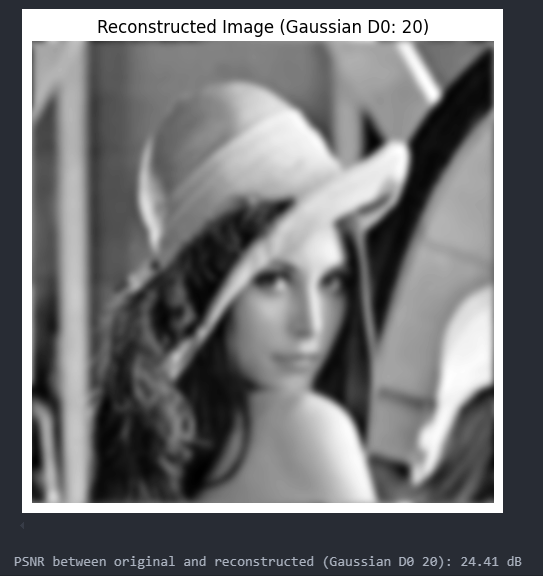 Reconstructed Image (Gaussian D0: 20)
PSNR between original and reconstructed (Gaussian D0 20): 24.41 dB